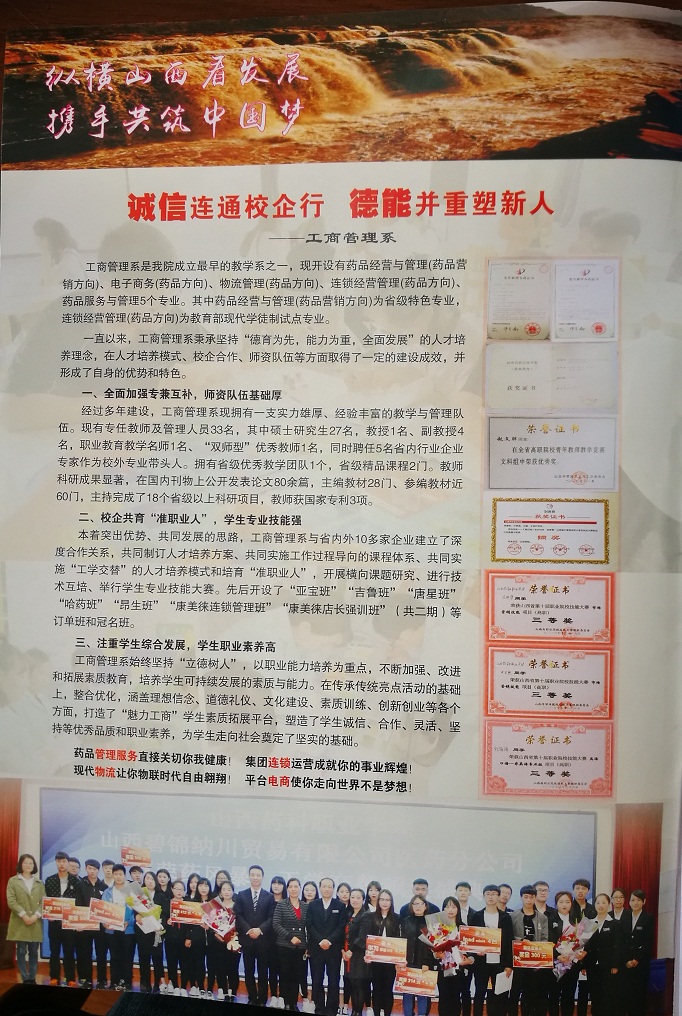 纵横山西看发展
携手共筑中国梦
诚信连通校企行 德能并重塑新人
——工商管理系
工商管理系是我院成立最早的教学系之一，现开设有药品经营与管理(药品营
销方向)、电子商务(药品方向)、物流管理(药品方向)、连锁经营管理(药品方向)、
药品服务与管理5个专业。其中药品经营与管理(药品营销方向)为省级特色专业，
连锁经营管理(药品方向)为教育部现代学徒制试点专业。
一直以来，工商管理系秉承坚持“德育为先，能力为重，全面发展”的人才培
养理念，在人才培养模式、校企合作、师资队伍等方面取得了一定的建设成效，并
形成了自身的优势和特色。
一、全面加强专兼互补，师资队伍基础厚
经过多年建设，工商管理系现拥有一支实力雄厚、经验丰富的教学与管理队
伍。现有专任教师及管理人员33名，其中硕士研究生27名，教授1名、副教授4
名，职业教育教学名师1名、“双师型”优秀教师1名，同时聘任5名省内行业企业
专家作为校外专业带头人。拥有省级优秀教学团队1个，省级精品课程2门。教师
科研成果显著，在国内刊物上公开发表论文80余篇，主编教材28门、参编教材近
60门，主持完成了18个省级以上科研项目，教师获国家专利3项。
二、校企共育“准职业人”，学生专业技能强
本着突出优势、共同发展的思路，工商管理系与省内外10多家企业建立了深
度合作关系，共同制订人才培养方案、共同实施工作过程导向的课程体系、共同实
施“工学交替”的人才培养模式和培育“准职业人”，开展横向课题研究、进行技
术互培、举行学生专业技能大赛。先后开设了“亚宝班”“吉鲁班”“唐星班”
“哈药班”“昂生班”“康美徕连锁管理班”“康美徕店长强训班”（共二期）等
订单班和冠名班。
三、注重学生综合发展，学生职业素养高
工商管理系始终坚持“立德树人”，以职业能力培养为重点，不断加强、改进
和拓展素质教育，培养学生可持续发展的素质与能力。在传承传统亮点活动的基础
上，整合优化，涵盖理想信念、道德礼仪、文化建设、素质训练、创新创业等各个
方面，打造了“魅力工商”学生素质拓展平台，塑造了学生诚信、合作、灵活、坚
持等优秀品质和职业素养，为学生走向社会奠定了坚实的基础。
药品管理服务直接关切你我健康！ 集团连锁运营成就你的事业辉煌！
现代物流让你物联时代自由翱翔！ 平台电商使你走向世界不是梦想！
获奖证书
荣誉证书
在全省高职院校青年教师教学竞赛
文科组中荣获优秀奖。
获奖证书
铜奖
荣誉证书
三等奖
荣誉证书
三等奖
荣誉证书
三等奖